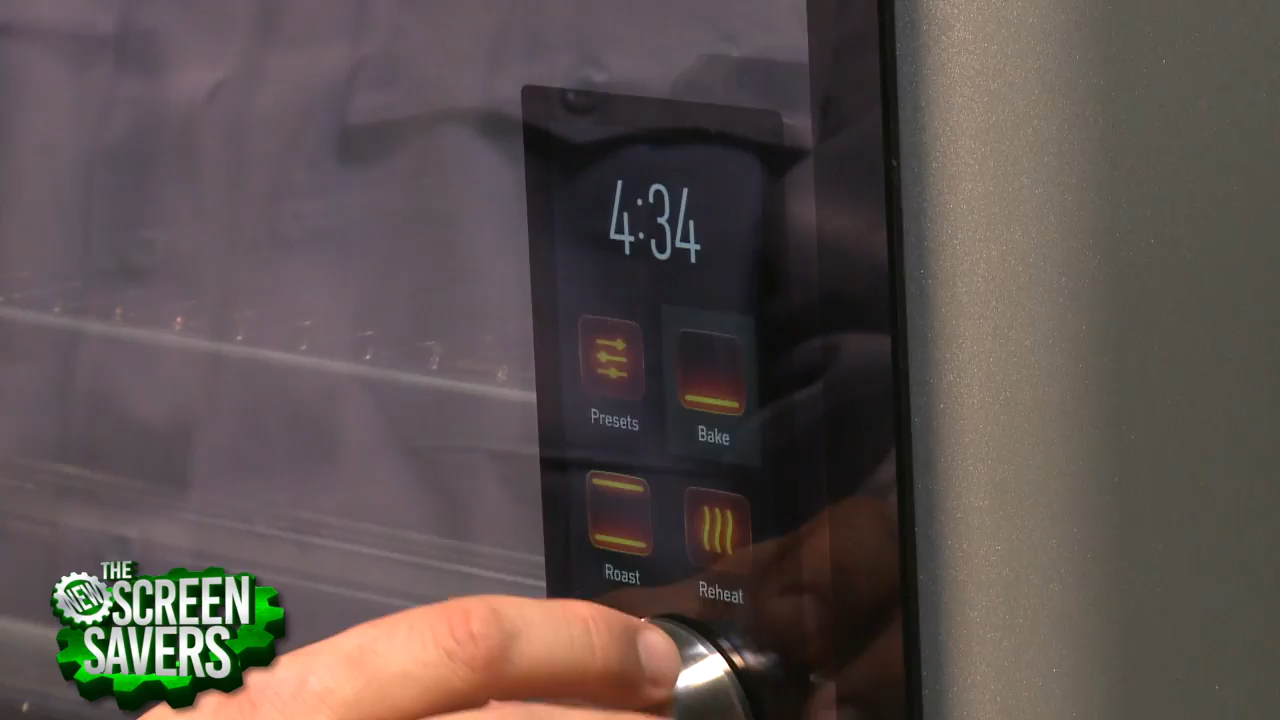 4:34
Presets
Bake
Roast
Reheat
THE
NEW
SCREEN
SAVERS